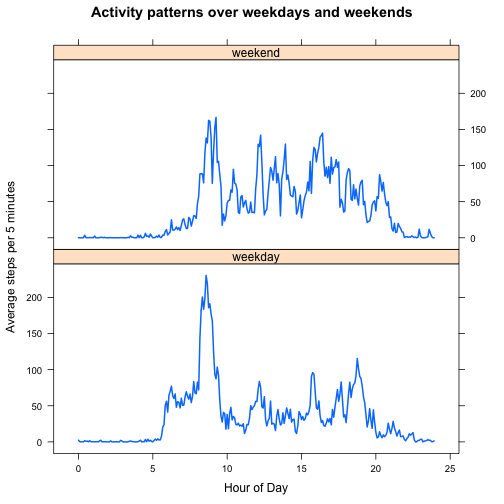 Activity patterns over weekdays and weekends
weekend
200
150
100
50
0
weekday
200
150
100
50
0
0 5 10 15 20 25
Hour of Day
Average steps per 5 minutes